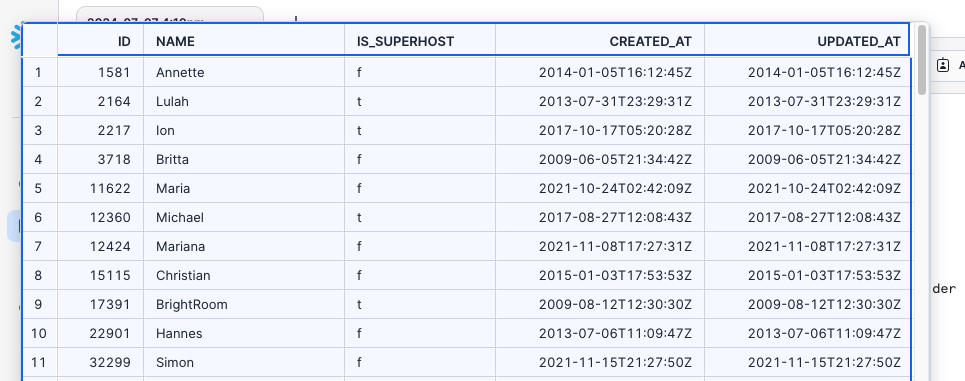 ID NAME IS_SUPERHOST CREATED_AT UPDATED_AT
1 1581 Annette f 2014-01-05T16:12:45Z 2014-01-05T16:12:45Z
2 2164 Lulah t 2013-07-31T23:29:31Z 2013-07-31T23:29:31Z
3 2217 Ion t 2017-10-17T05:20:28Z 2017-10-17T05:20:28Z
4 3718 Britta f 2009-06-05T21:34:42Z 2009-06-05T21:34:42Z
5 11622 Maria f 2021-10-24T02:42:09Z 2021-10-24T02:42:09Z
6 12360 Michael t 2017-08-27T12:08:43Z 2017-08-27T12:08:43Z
7 12424 Mariana f 2021-11-08T17:27:31Z 2021-11-08T17:27:31Z
8 15115 Christian f 2015-01-03T17:53:53Z 2015-01-03T17:53:53Z
9 17391 BrightRoom t 2009-08-12T12:30:30Z 2009-08-12T12:30:30Z
der
10 22901 Hannes f 2013-07-06T11:09:47Z 2013-07-06T11:09:47Z
11 32299 Simon f 2021-11-15T21:27:50Z 2021-11-15T21:27:50Z